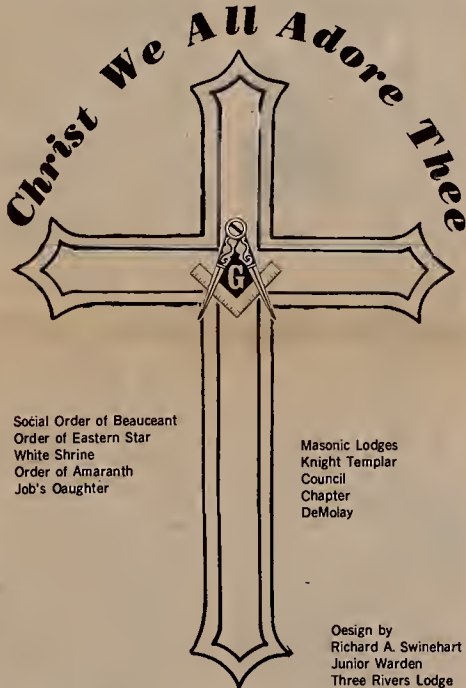 Christ We All Adore Thee
G
Social Order of Beauceant
Order of Eastern Star
White Shrine
Order of Amaranth
Job's Oaughter
Masonic Lodges
Knight Templar
Council
Chapter
DeMolay
Oesign by
Richard A. Swinehart
Junior Warden
Three Rivers Lodge